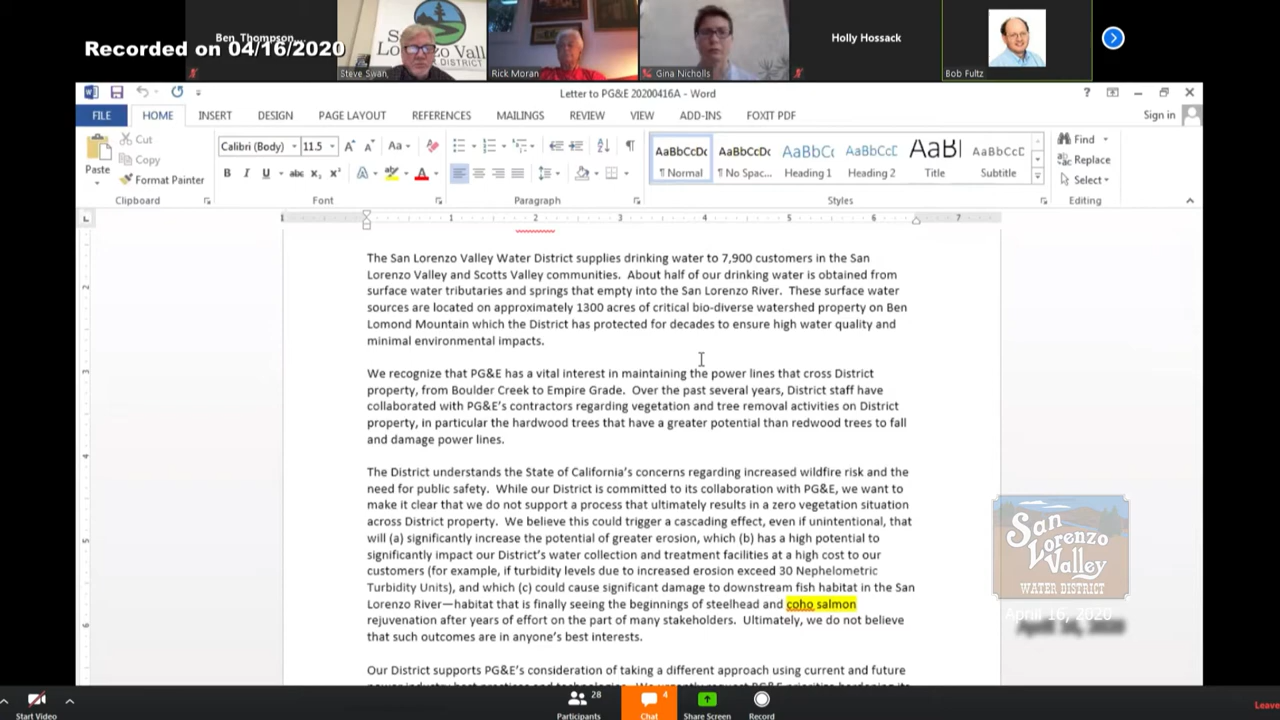 Recorded on 04/16/2020
Ben Thompson...
Steve Swan,
Rick Moran
Gina Nicholls
Holly Hossack
Bob Fultz
Letter to PG&E 20200416A - Word
FILE HOME INSERT DESIGN PAGE LAYOUT REFERENCES MAILINGS REVIEW VIEW ADD-INS FOXIT PDF Sign in
Paste
Cut
Copy
Format Painter
Clipboard
Calibri (Body) 11.5
Font
Paragraph
AaBbCcDc AaBbCcDc AaBbCc AaBbCcC AaBl AaBbCcC
¶ Normal ¶ No Spac... Heading 1 Heading 2 Title Subtitle
Styles
Find
Replace
Select
Editing
1 1 2 3 4 5 6 7
The San Lorenzo Valley Water District supplies drinking water to 7,900 customers in the San
Lorenzo Valley and Scotts Valley communities. About half of our drinking water is obtained from
surface water tributaries and springs that empty into the San Lorenzo River. These surface water
sources are located on approximately 1300 acres of critical bio-diverse watershed property on Ben
Lomond Mountain which the District has protected for decades to ensure high water quality and
minimal environmental impacts.
We recognize that PG&E has a vital interest in maintaining the power lines that cross District
property, from Boulder Creek to Empire Grade. Over the past several years, District staff have
collaborated with PG&E's contractors regarding vegetation and tree removal activities on District
property, in particular the hardwood trees that have a greater potential than redwood trees to fall
and damage power lines.
The District understands the State of California's concerns regarding increased wildfire risk and the
need for public safety. While our District is committed to its collaboration with PG&E, we want to
make it clear that we do not support a process that ultimately results in a zero vegetation situation
across District property. We believe this could trigger a cascading effect, even if unintentional, that
will (a) significantly increase the potential of greater erosion, which (b) has a high potential to
significantly impact our District's water collection and treatment facilities at a high cost to our
customers (for example, if turbidity levels due to increased erosion exceed 30 Nephelometric
Turbidity Units), and which (c) could cause significant damage to downstream fish habitat in the San
Lorenzo River—habitat that is finally seeing the beginnings of steelhead and coho salmon
rejuvenation after years of effort on the part of many stakeholders. Ultimately, we do not believe
that such outcomes are in anyone's best interests.
Our District supports PG&E's consideration of taking a different approach using current and future
San
Lorenzo
Valley
WATER DISTRICT
April 16, 2020
Start Video
Participants 28
Chat 4
Share Screen
Record
Leave